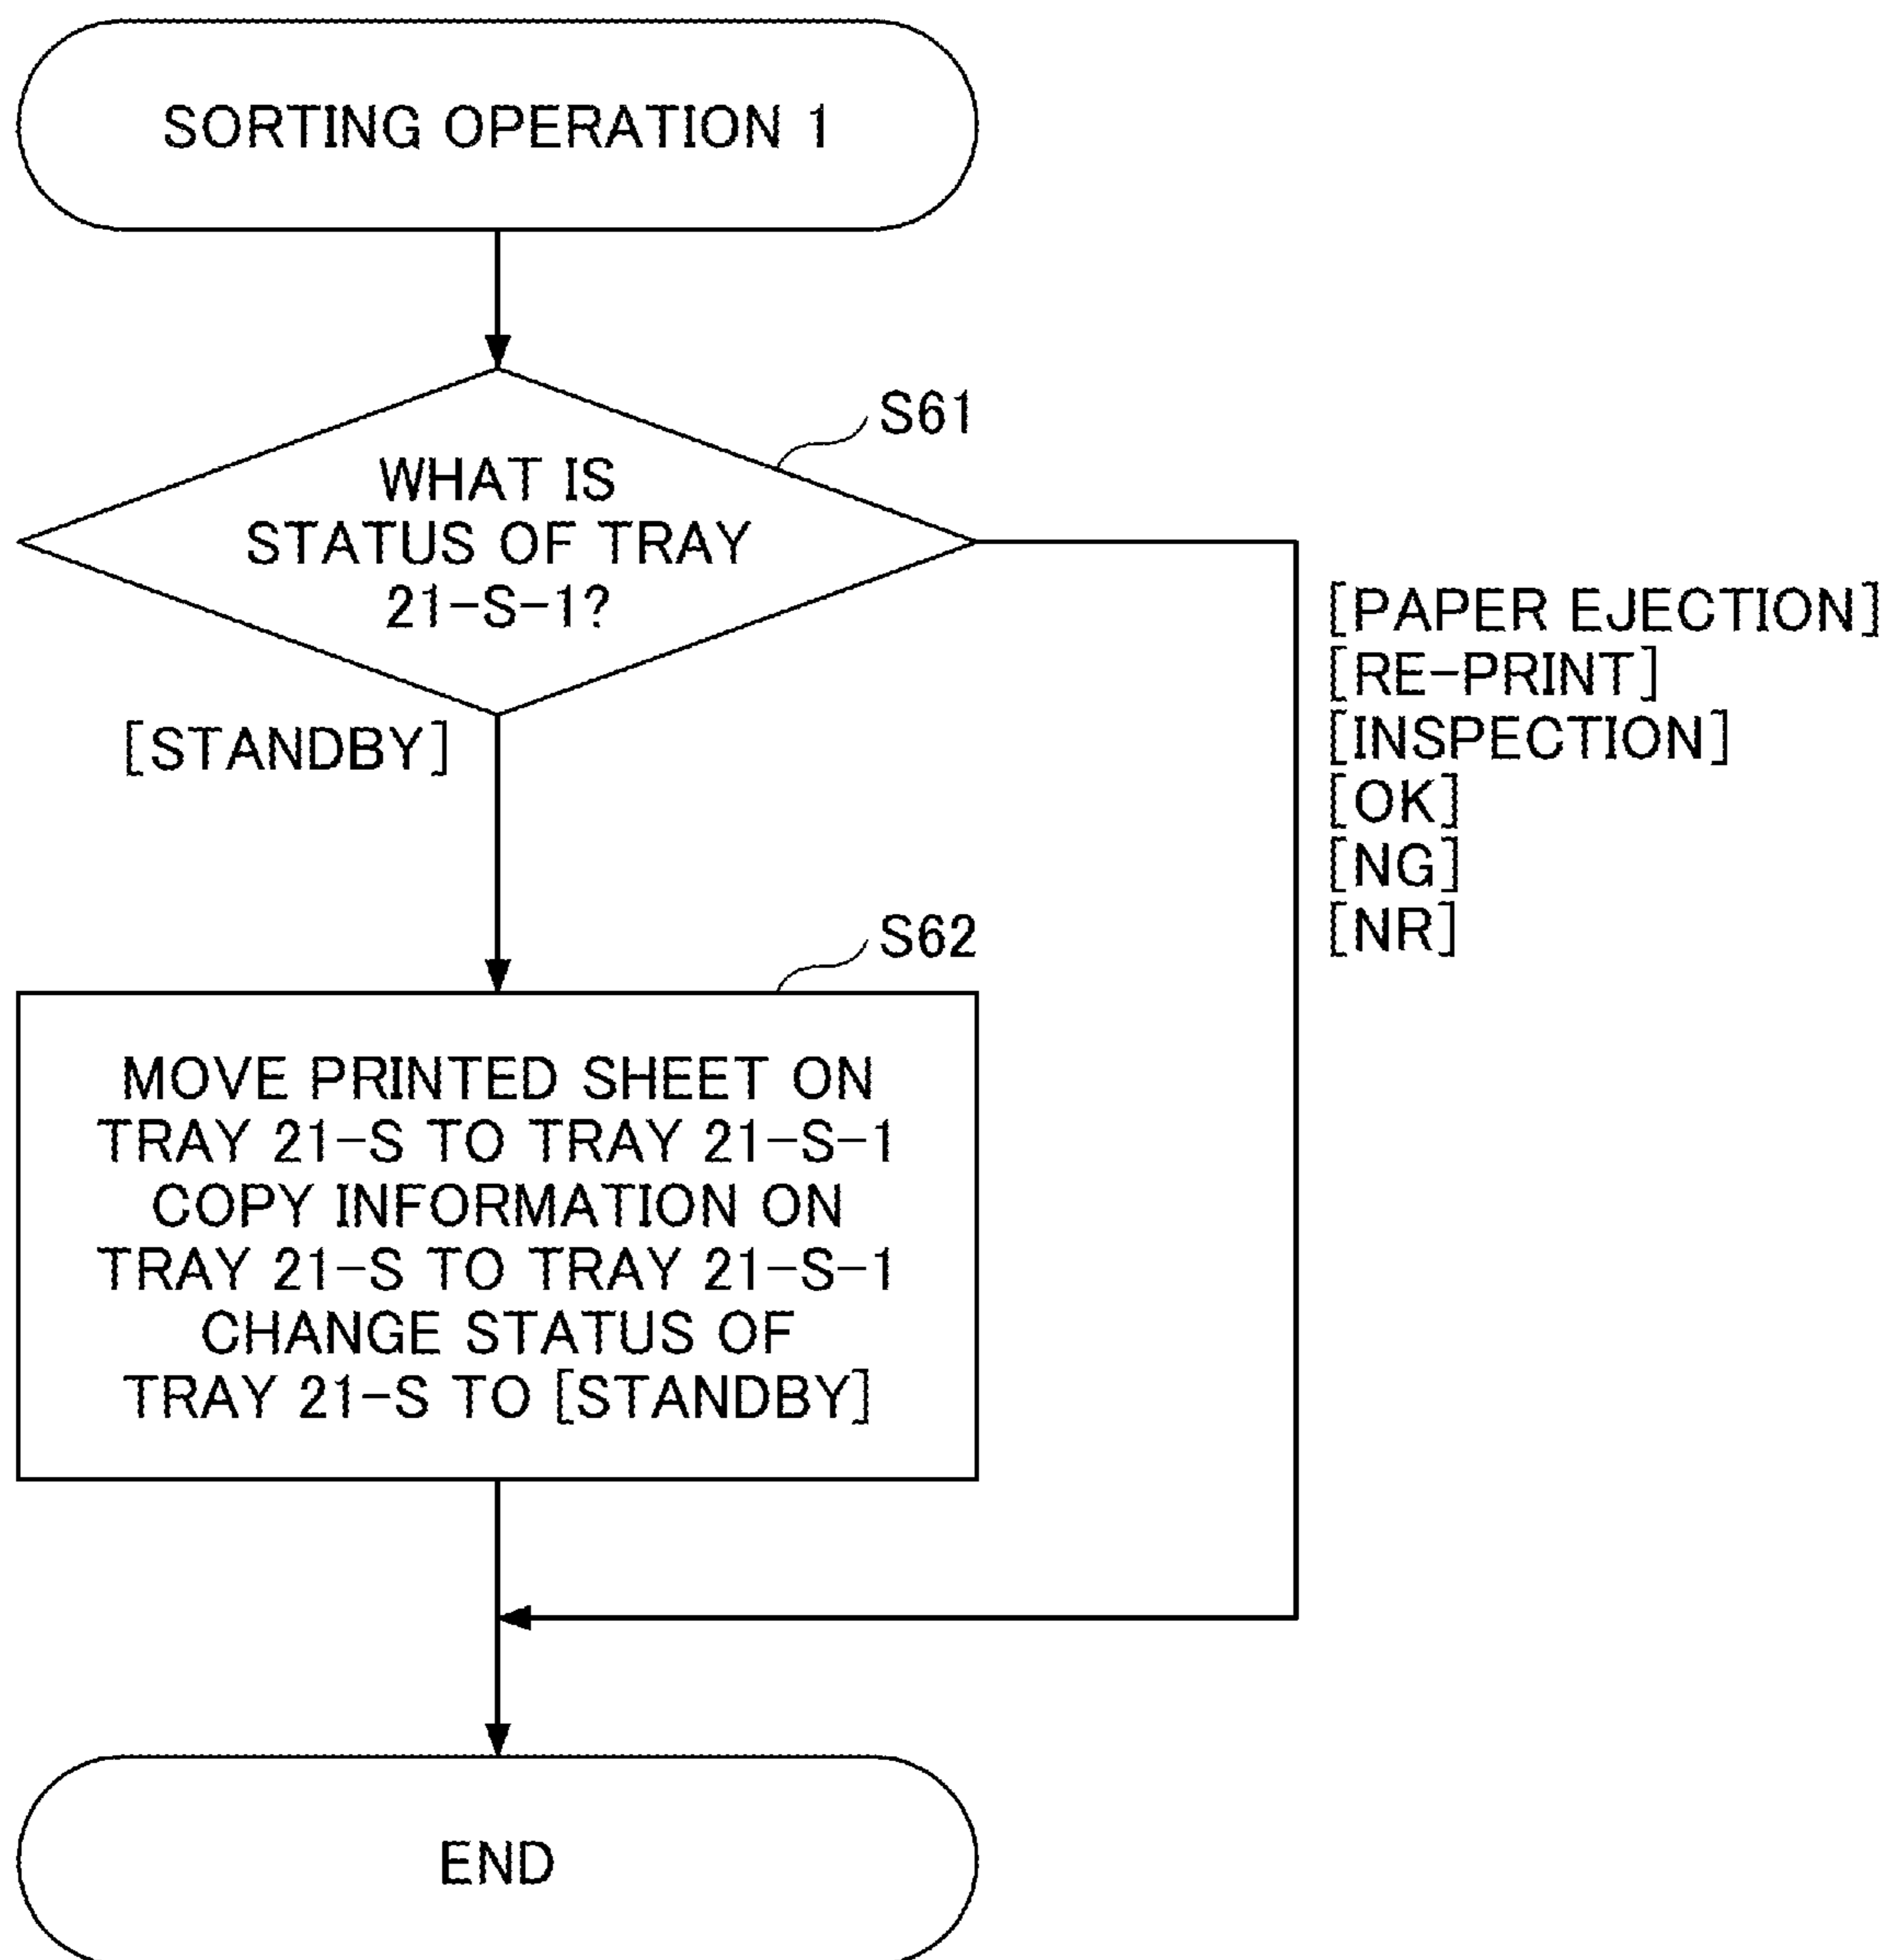 SORTING OPERATION 1
S61
WHAT IS
STATUS OF TRAY
21-S-1?
[PAPER EJECTION]
[RE-PRINT]
[INSPECTION]
[OK]
[NG]
[NR]
[STANDBY]
S62
MOVE PRINTED SHEET ON
TRAY 21-S TO TRAY 21-S-1
COPY INFORMATION ON
TRAY 21-S TO TRAY 21-S-1
CHANGE STATUS OF
TRAY 21-S TO [STANDBY]
END